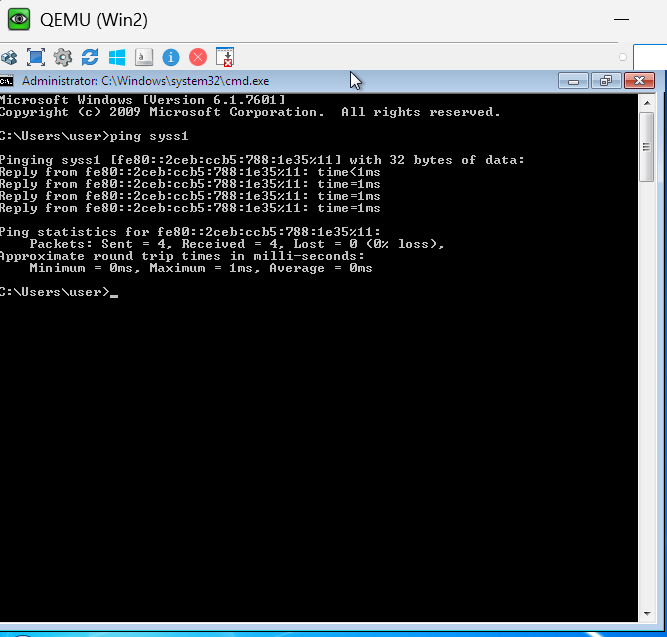 QEMU (Win2)
Administrator: C:\Windows\system32\cmd.exe
Microsoft Windows [Version 6.1.7601]
Copyright (c) 2009 Microsoft Corporation.  All rights reserved.
C:\Users\user>ping syss1
Pinging syss1 [fe80::2ceb:ccb5:788:1e35%11] with 32 bytes of data:
Reply from fe80::2ceb:ccb5:788:1e35%11: time<1ms
Reply from fe80::2ceb:ccb5:788:1e35%11: time=1ms
Reply from fe80::2ceb:ccb5:788:1e35%11: time=1ms
Reply from fe80::2ceb:ccb5:788:1e35%11: time=1ms
Ping statistics for fe80::2ceb:ccb5:788:1e35%11:
    Packets: Sent = 4, Received = 4, Lost = 0 (0% loss),
Approximate round trip times in milli-seconds:
    Minimum = 0ms, Maximum = 1ms, Average = 0ms
C:\Users\user>_